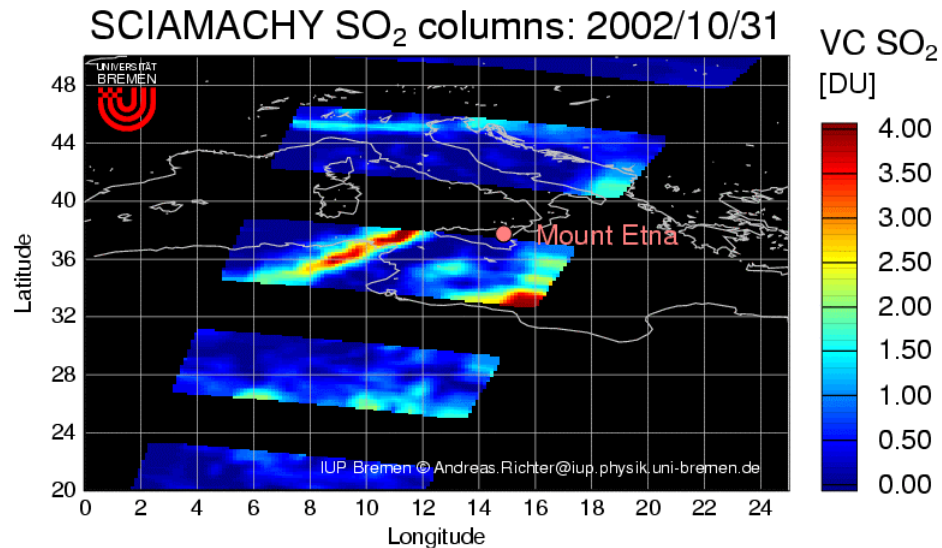 SCIAMACHY SO₂ columns: 2002/10/31
VC SO₂
[DU]
UNIVERSITÄT
BREMEN
48
44
40
36
32
28
24
20
Latitude
Mount Etna
IUP Bremen © Andreas.Richter@iup.physik.uni-bremen.de
0 2 4 6 8 10 12 14 16 18 20 22 24
Longitude
4.00
3.50
3.00
2.50
2.00
1.50
1.00
0.50
0.00